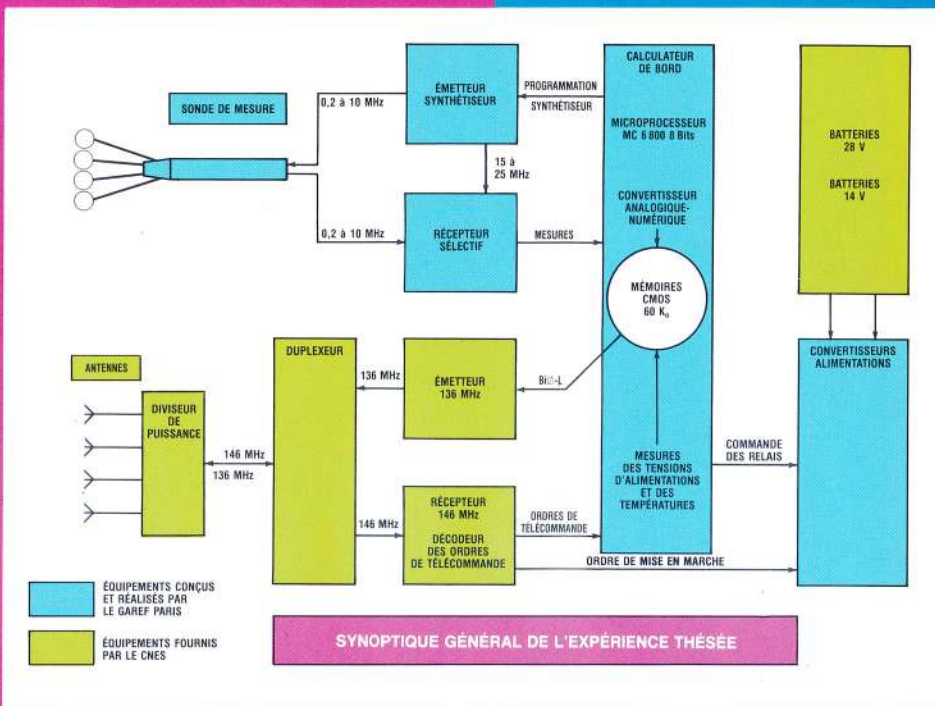 SONDE DE MESURE
0,2 à 10 MHz
ÉMETTEUR
SYNTHÉTISEUR
PROGRAMMATION
SYNTHÉTISEUR
15 à
25 MHz
0,2 à 10 MHz
RÉCEPTEUR
SÉLECTIF
MESURES
CALCULATEUR
DE BORD
MICROPROCESSEUR
MC 6 800 8 Bits
CONVERTISSEUR
ANALOGIQUE-
NUMÉRIQUE
MÉMOIRES
CMOS
60 Ko
BATTERIES
28 V
BATTERIES
14 V
CONVERTISSEURS
ALIMENTATIONS
ANTENNES
DIVISEUR
DE
PUISSANCE
146 MHz
136 MHz
DUPLEXEUR
136 MHz
ÉMETTEUR
136 MHz
BiØ-L
MESURES
DES TENSIONS
D'ALIMENTATIONS
ET DES
TEMPÉRATURES
COMMANDE
DES RELAIS
146 MHz
RÉCEPTEUR
146 MHz
DÉCODEUR
DES ORDRES
DE TÉLÉCOMMANDE
ORDRES DE
TÉLÉCOMMANDE
ORDRE DE MISE EN MARCHE
ÉQUIPEMENTS CONÇUS
ET RÉALISÉS PAR
LE GAREF PARIS
ÉQUIPEMENTS FOURNIS
PAR LE CNES
SYNOPTIQUE GÉNÉRAL DE L'EXPÉRIENCE THÉSÉE